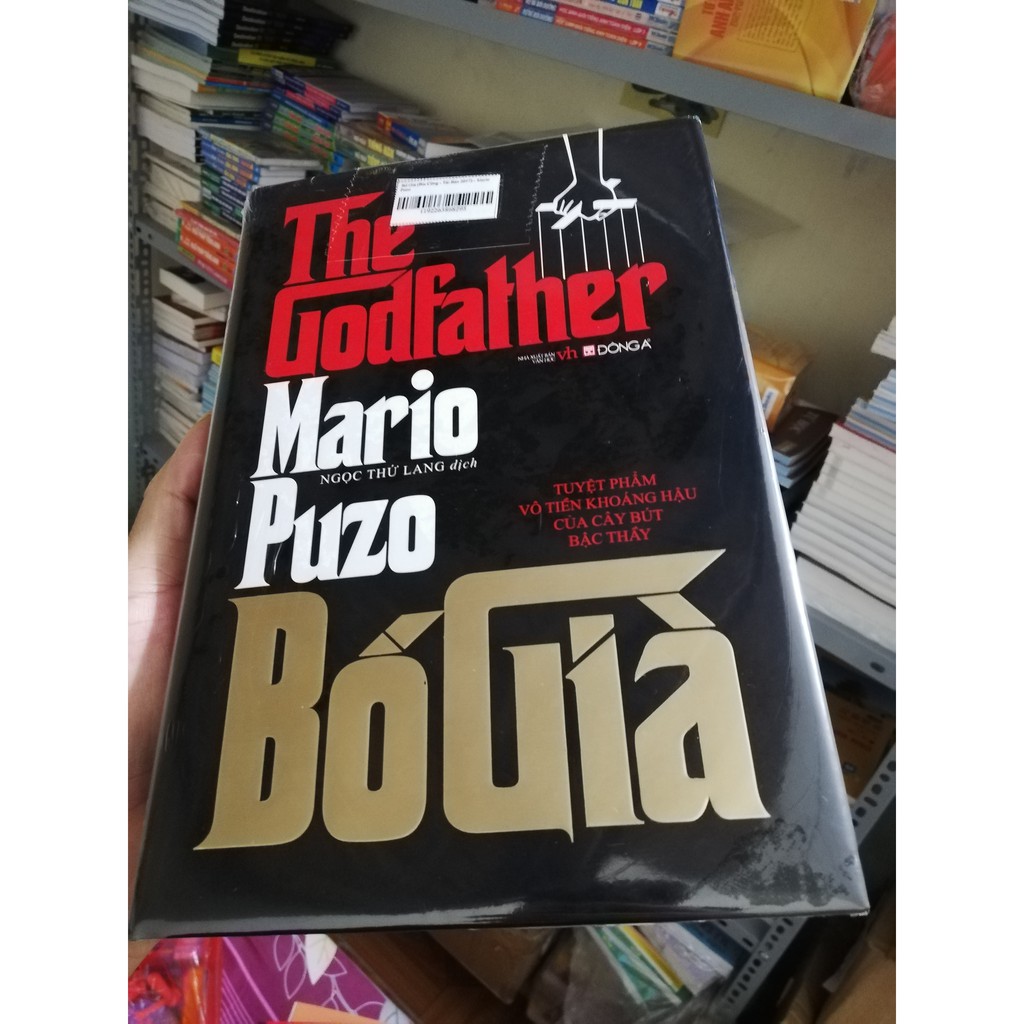 The
Godfather
NHÀ XUẤT BẢN
VĂN HỌC
vh ĐÔNG A
Mario
NGỌC THỨ LANG dịch
Puzo
TUYỆT PHẨM
VÔ TIỀN KHOÁNG HẬU
CỦA CÂY BÚT
BẬC THẦY
Bố Già